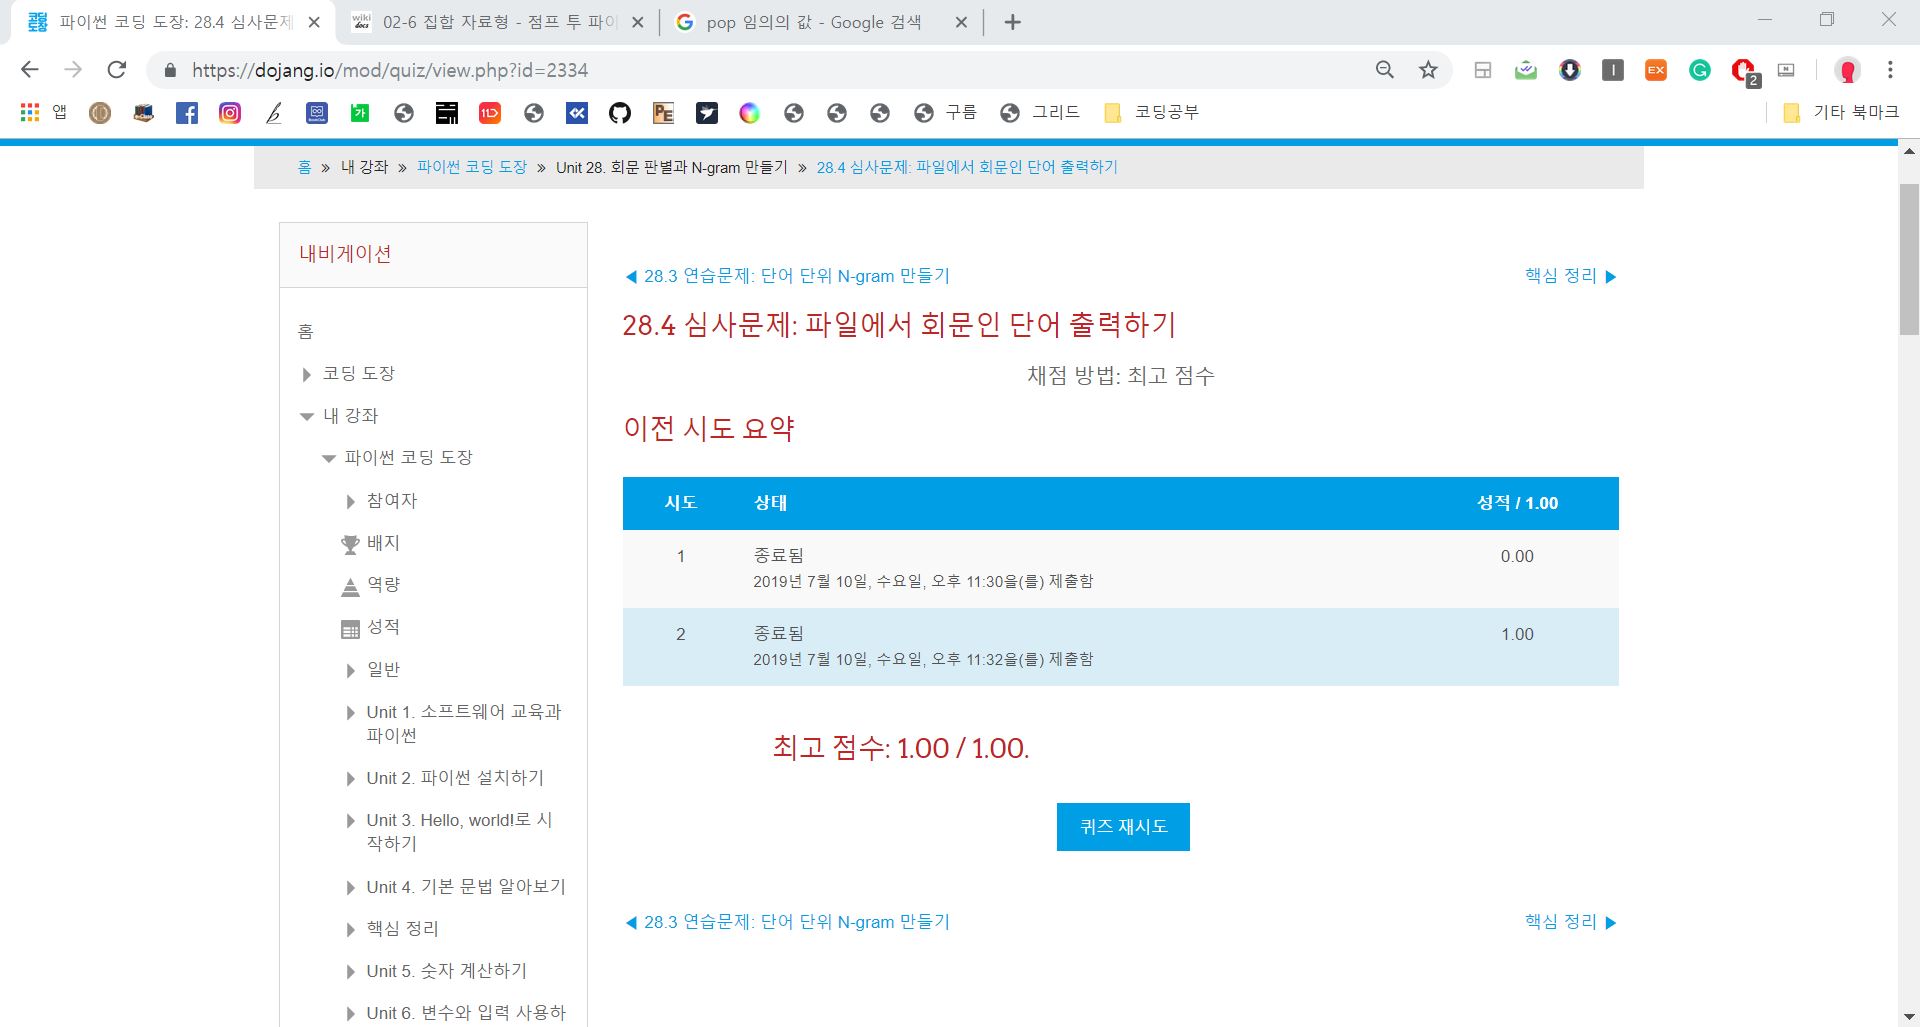 파이썬 코딩 도장: 28.4 심사문제
02-6 집합 자료형 - 점프 투 파이
pop 임의의 값 - Google 검색
https://dojang.io/mod/quiz/view.php?id=2334
앱
구름
그리드
코딩공부
기타 북마크
홈 » 내 강좌 » 파이썬 코딩 도장 » Unit 28. 회문 판별과 N-gram 만들기 » 28.4 심사문제: 파일에서 회문인 단어 출력하기
내비게이션
홈
코딩 도장
내 강좌
파이썬 코딩 도장
참여자
배지
역량
성적
일반
Unit 1. 소프트웨어 교육과
파이썬
Unit 2. 파이썬 설치하기
Unit 3. Hello, world!로 시
작하기
Unit 4. 기본 문법 알아보기
핵심 정리
Unit 5. 숫자 계산하기
Unit 6. 변수와 입력 사용하
◀ 28.3 연습문제: 단어 단위 N-gram 만들기
핵심 정리 ▶
28.4 심사문제: 파일에서 회문인 단어 출력하기
채점 방법: 최고 점수
이전 시도 요약
시도 상태 성적 / 1.00
1 종료됨 0.00
2019년 7월 10일, 수요일, 오후 11:30을(를) 제출함
2 종료됨 1.00
2019년 7월 10일, 수요일, 오후 11:32을(를) 제출함
최고 점수: 1.00 / 1.00.
퀴즈 재시도
◀ 28.3 연습문제: 단어 단위 N-gram 만들기
핵심 정리 ▶